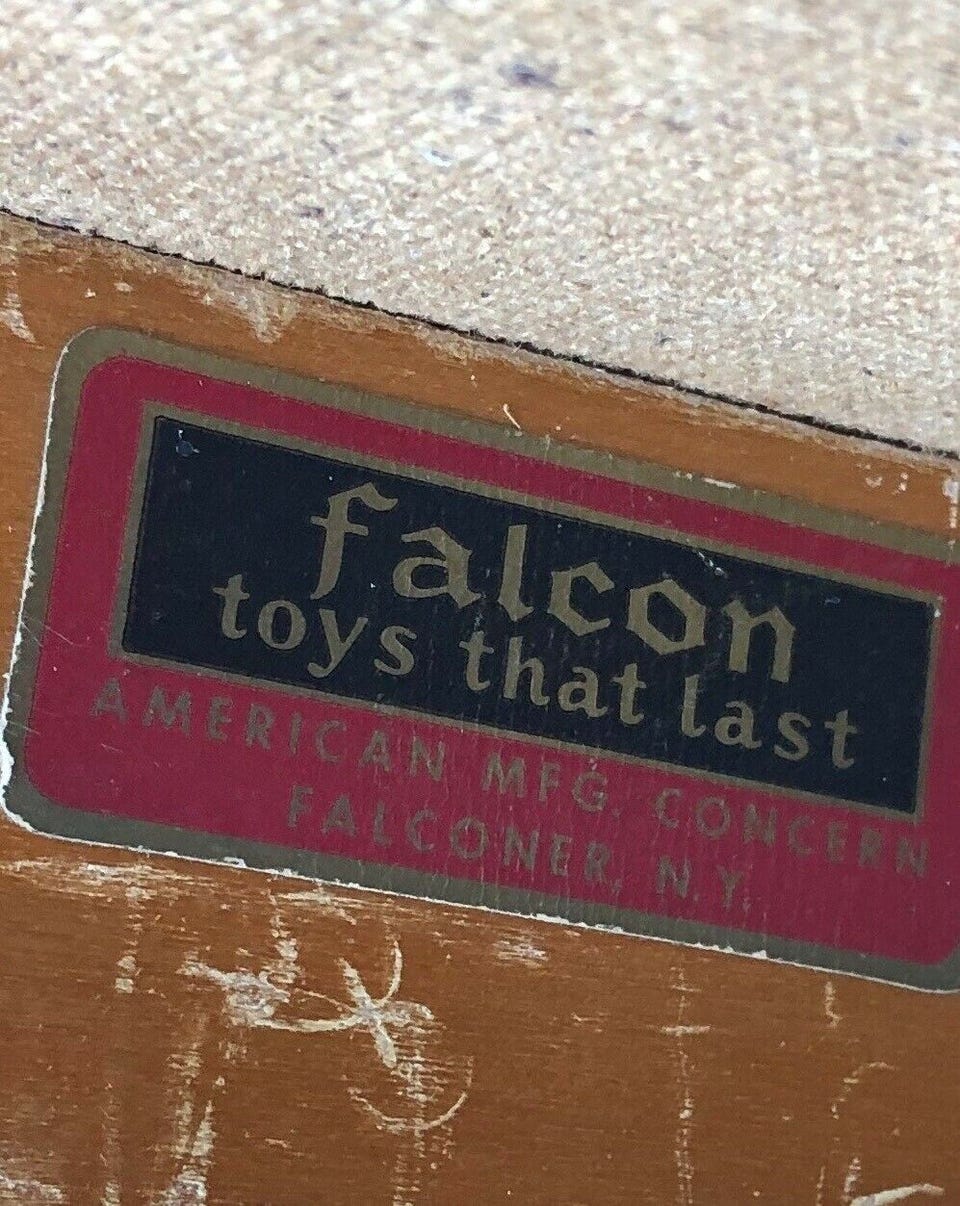 falcon
toys that last
AMERICAN MFG. CONCERN
FALCONER, N.Y.